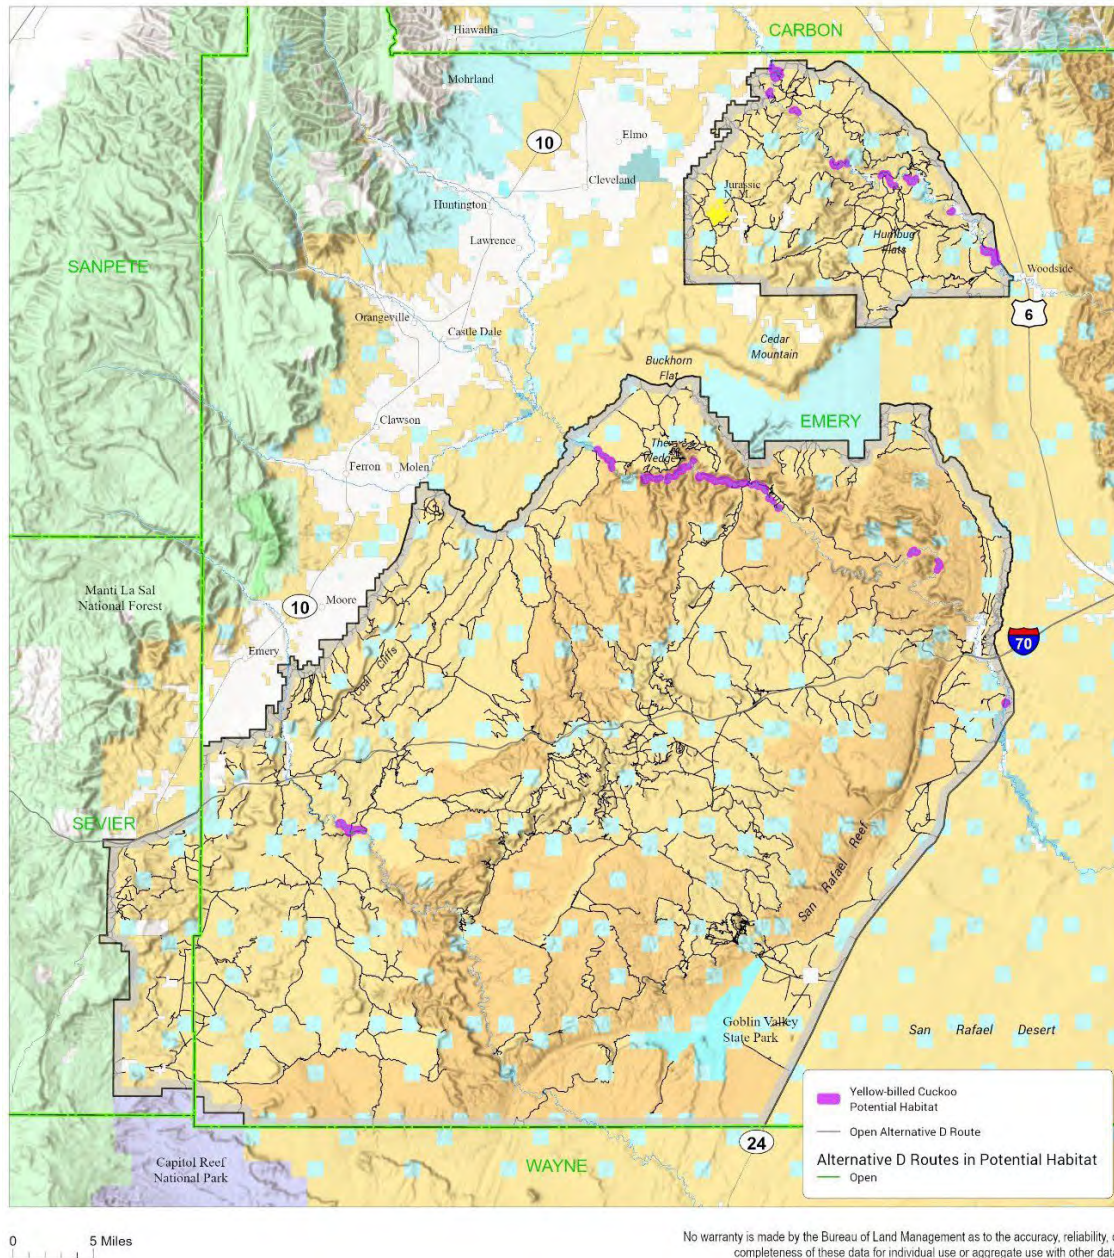 CARBON
Hiawatha
Mohrland
10
Elmo
Cleveland
Jurassic
N. M.
Huntington
Lawrence
Humbug
Flats
SANPETE
Woodside
6
Orangeville
Castle Dale
Cedar
Mountain
Buckhorn
Flat
EMERY
Clawson
The
Wedge
Ferron
Molen
Manti La Sal
National Forest
10
Moore
Emery
70
Coal Cliffs
SEVIER
San Rafael Reef
Goblin Valley
State Park
San Rafael Desert
Yellow-billed Cuckoo
Potential Habitat
Open Alternative D Route
Alternative D Routes in Potential Habitat
Open
24
Capitol Reef
National Park
WAYNE
0 5 Miles
No warranty is made by the Bureau of Land Management as to the accuracy, reliability,
completeness of these data for individual use or aggregate use with other